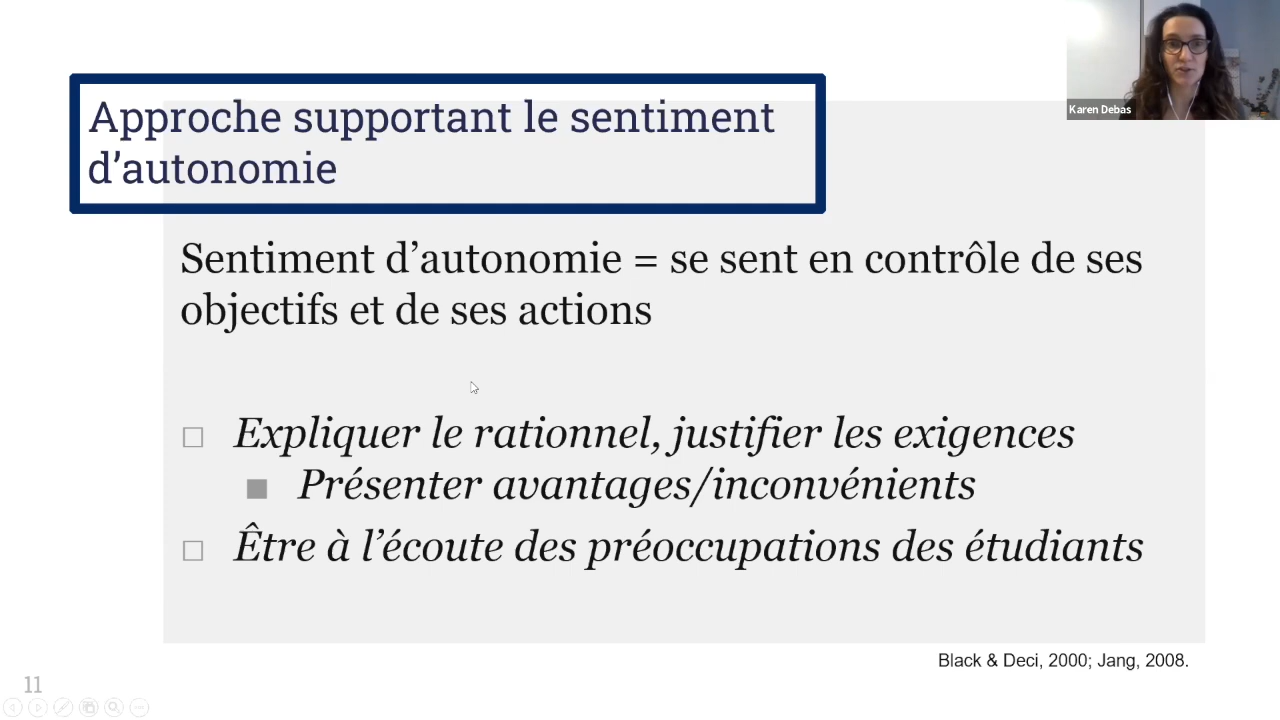 Karen Debas
Approche supportant le sentiment
d’autonomie
Sentiment d’autonomie = se sent en contrôle de ses
objectifs et de ses actions
Expliquer le rationnel, justifier les exigences
Présenter avantages/inconvénients
Être à l’écoute des préoccupations des étudiants
Black & Deci, 2000; Jang, 2008.
11